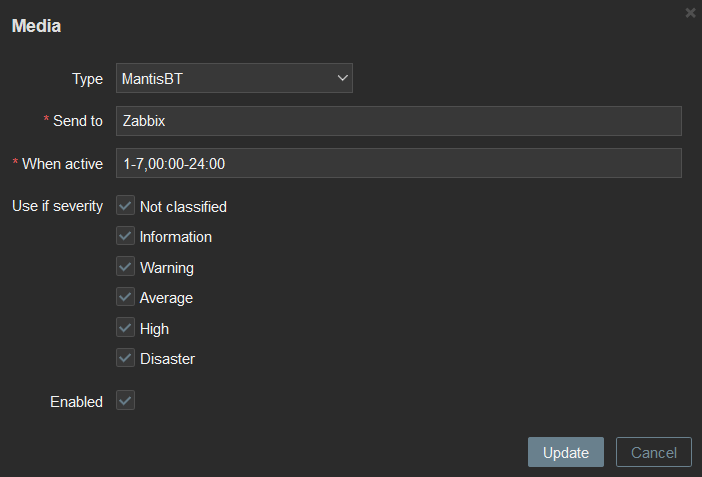 Media
Type MantisBT
* Send to Zabbix
* When active 1-7,00:00-24:00
Use if severity Not classified
Information
Warning
Average
High
Disaster
Enabled
Update Cancel